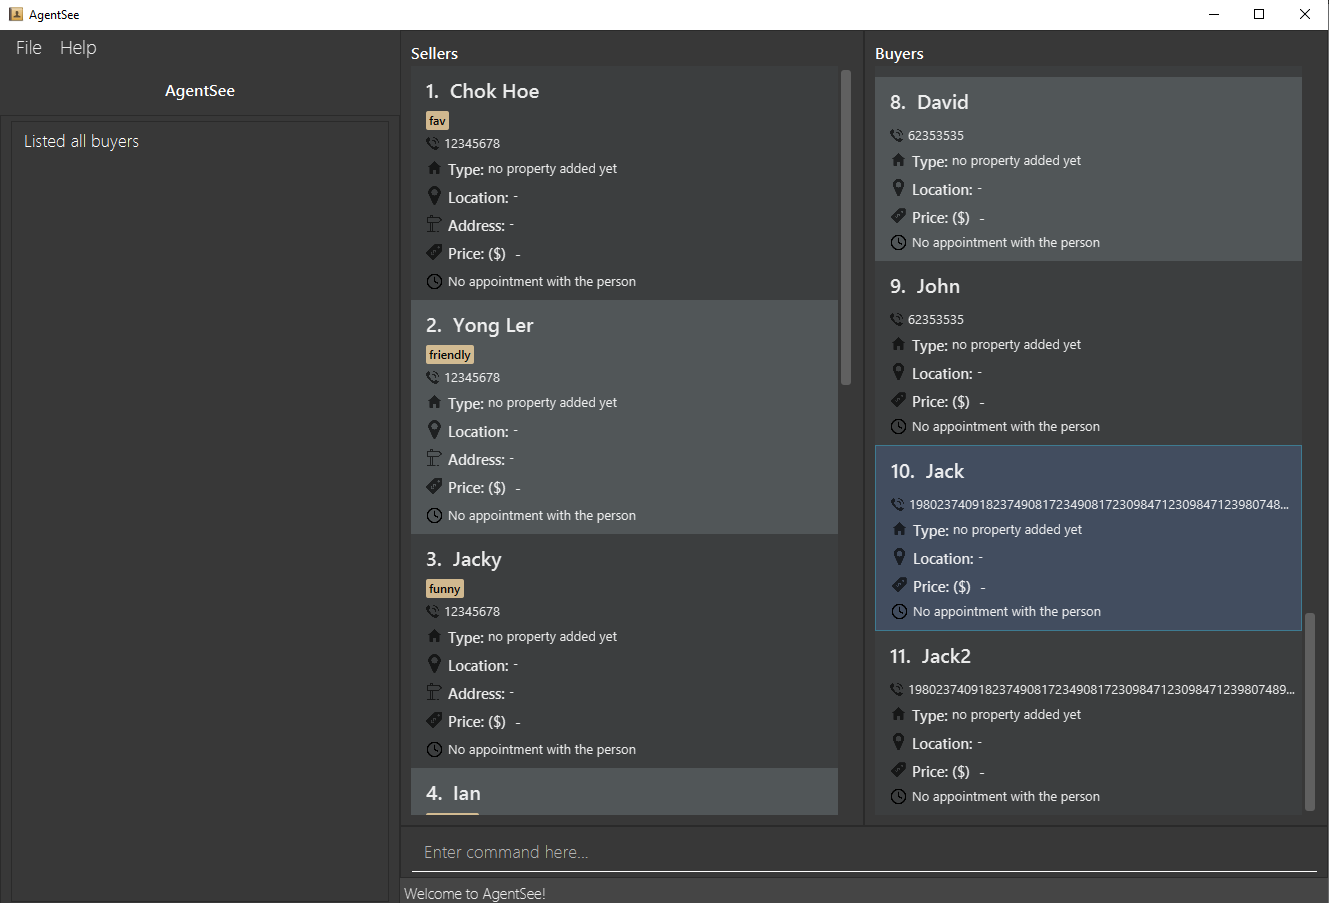 AgentSee
File Help
AgentSee
Listed all buyers
Sellers
1. Chok Hoe
fav
12345678
Type: no property added yet
Location: -
Address: -
Price: ($) -
No appointment with the person
2. Yong Ler
friendly
12345678
Type: no property added yet
Location: -
Address: -
Price: ($) -
No appointment with the person
3. Jacky
funny
12345678
Type: no property added yet
Location: -
Address: -
Price: ($) -
No appointment with the person
4. Ian
Buyers
8. David
62353535
Type: no property added yet
Location: -
Price: ($) -
No appointment with the person
9. John
62353535
Type: no property added yet
Location: -
Price: ($) -
No appointment with the person
10. Jack
19802374091823749081723490817230984712309847123980748...
Type: no property added yet
Location: -
Price: ($) -
No appointment with the person
11. Jack2
198023740918237490817234908172309847123098471239807489...
Type: no property added yet
Location: -
Price: ($) -
No appointment with the person
Enter command here...
Welcome to AgentSee!